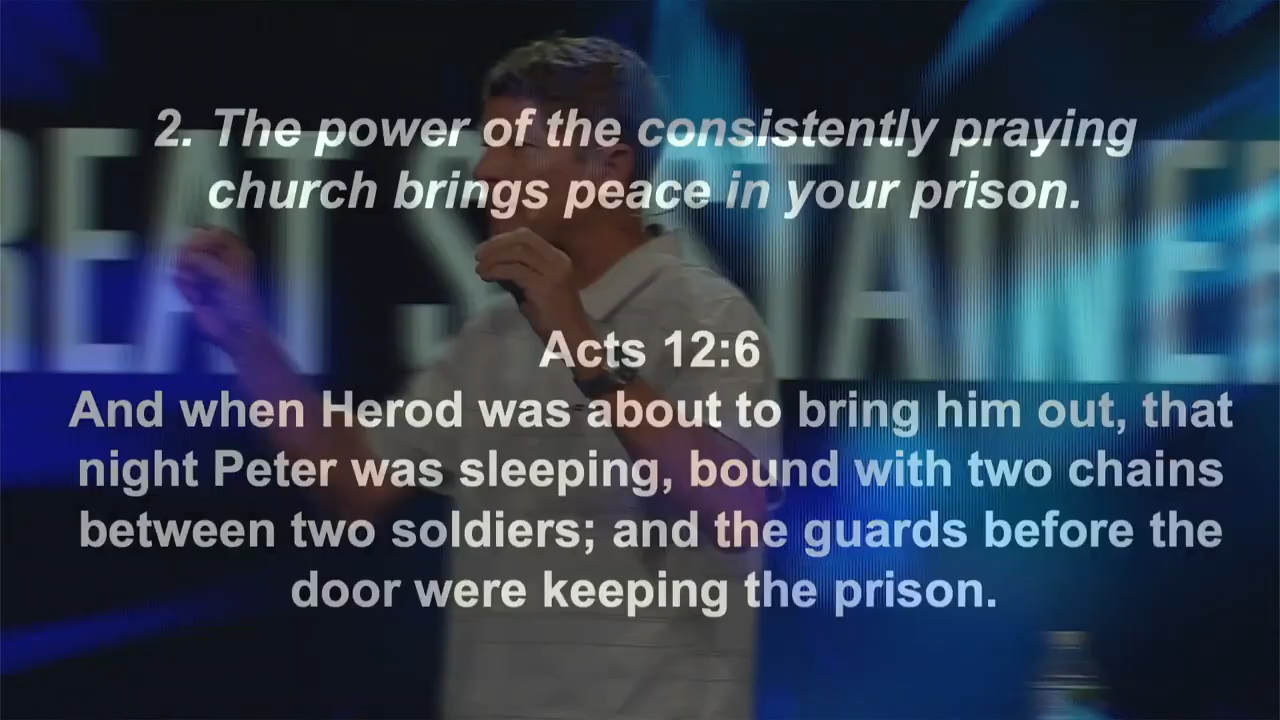 2. The power of the consistently praying
church brings peace in your prison.
Acts 12:6
And when Herod was about to bring him out, that
night Peter was sleeping, bound with two chains
between two soldiers; and the guards before the
door were keeping the prison.